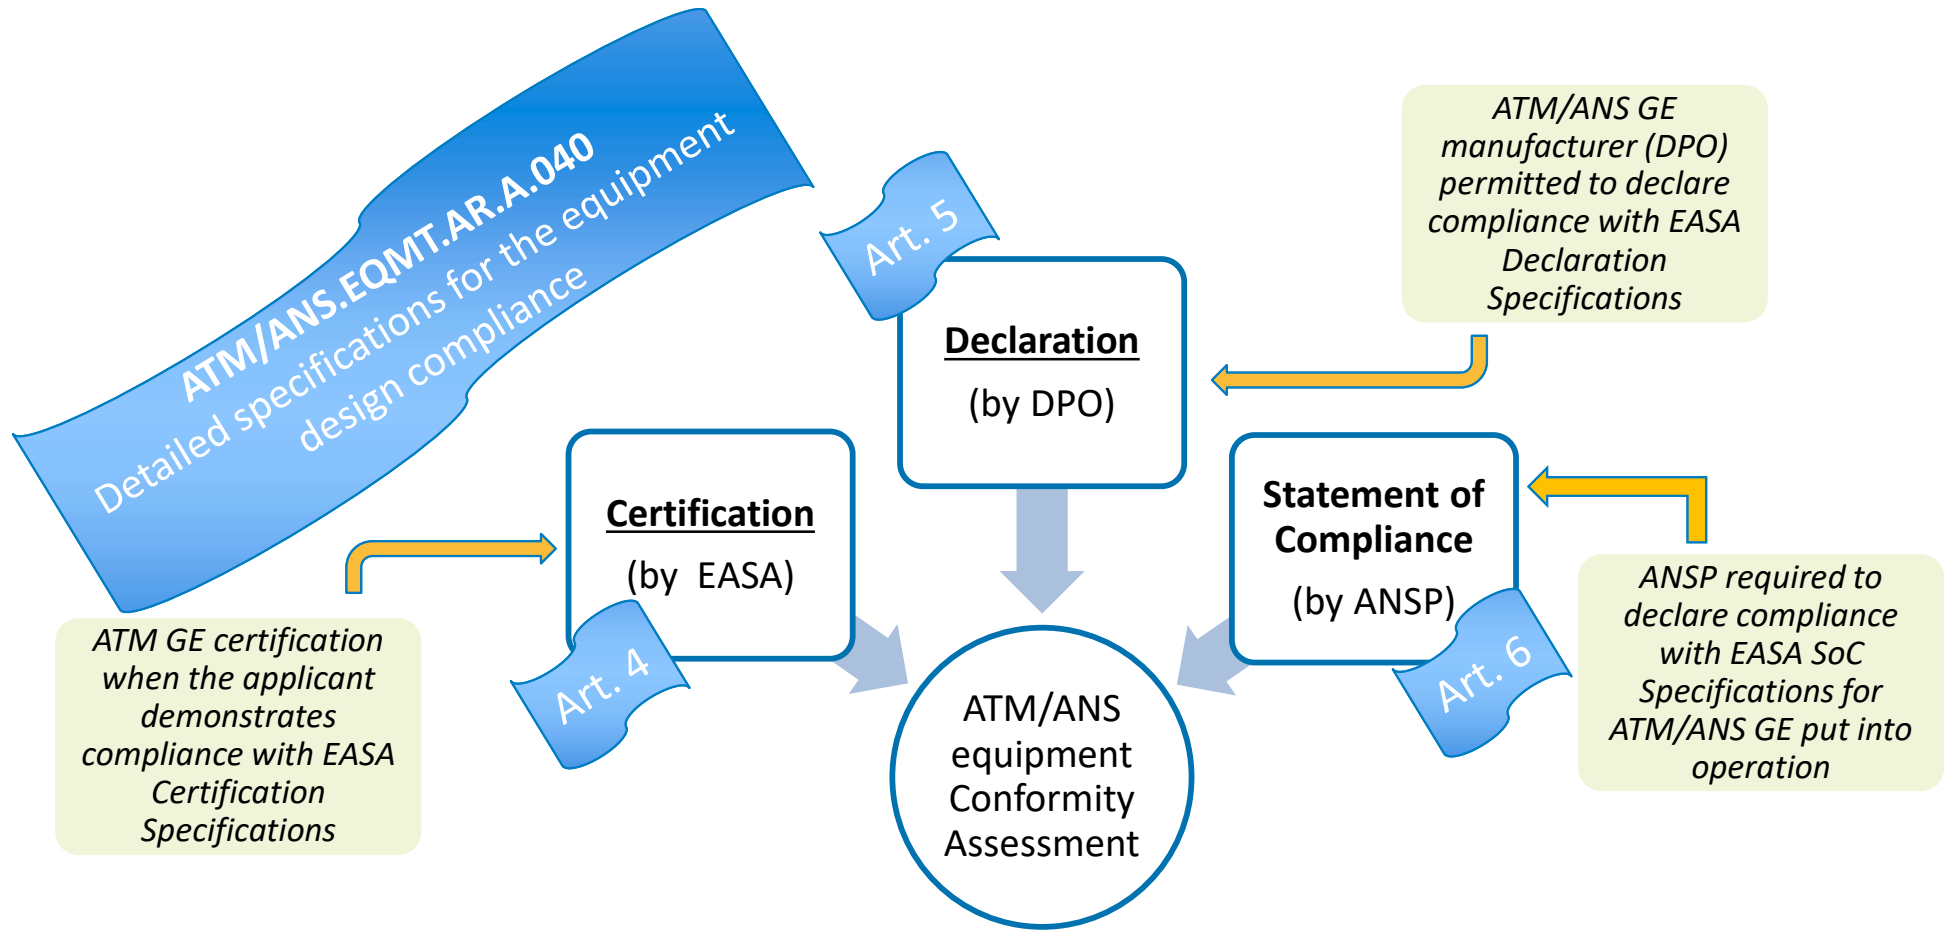 ATM/ANS.EQMT.AR.A.040
Detailed specifications for the equipment
design compliance
Art. 5
Declaration
(by DPO)
ATM/ANS GE
manufacturer (DPO)
permitted to declare
compliance with EASA
Declaration
Specifications
Certification
(by EASA)
Art. 4
ATM GE certification
when the applicant
demonstrates
compliance with EASA
Certification
Specifications
Statement of
Compliance
(by ANSP)
Art. 6
ANSP required to
declare compliance
with EASA SoC
Specifications for
ATM/ANS GE put into
operation
ATM/ANS
equipment
Conformity
Assessment